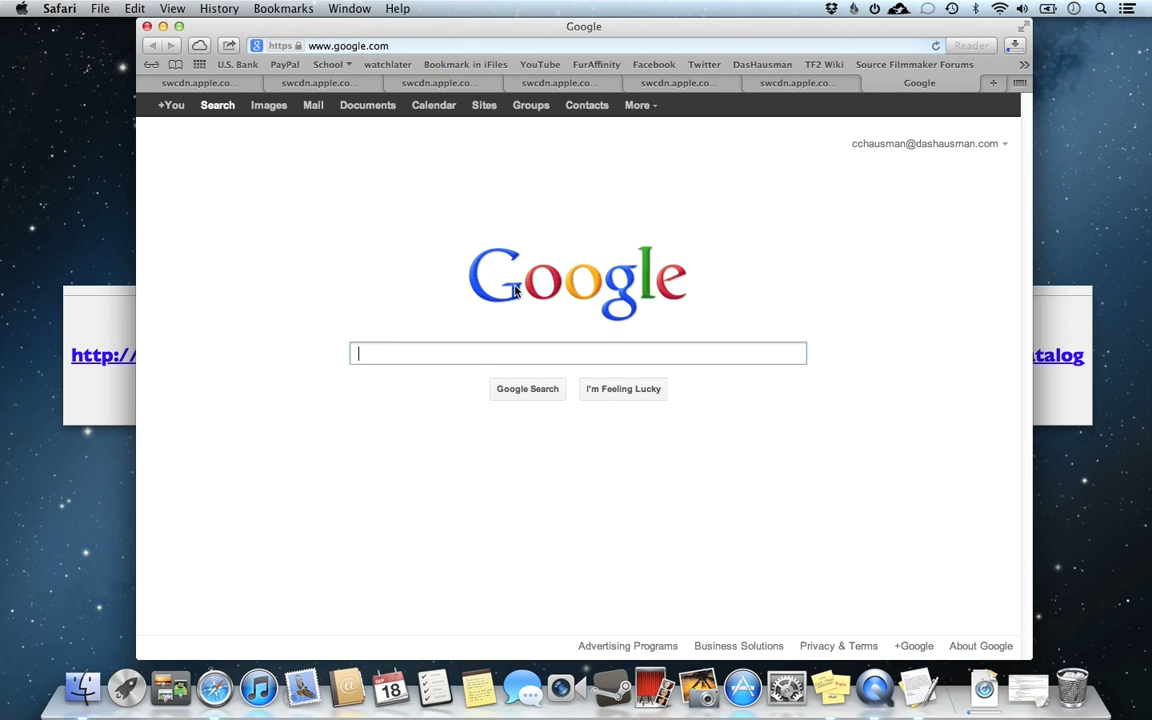 Safari File Edit View History Bookmarks Window Help
Google
https www.google.com Reader
U.S. Bank PayPal School watchlater Bookmark in iFiles YouTube FurAffinity Facebook Twitter DasHausman TF2 Wiki Source Filmmaker Forums
swcdn.apple.co... swcdn.apple.co... swcdn.apple.co... swcdn.apple.co... swcdn.apple.co... swcdn.apple.co... Google
+You Search Images Mail Documents Calendar Sites Groups Contacts More
cchausman@dashausman.com
Google
http:// talog
Google Search I'm Feeling Lucky
Advertising Programs Business Solutions Privacy & Terms +Google About Google
18